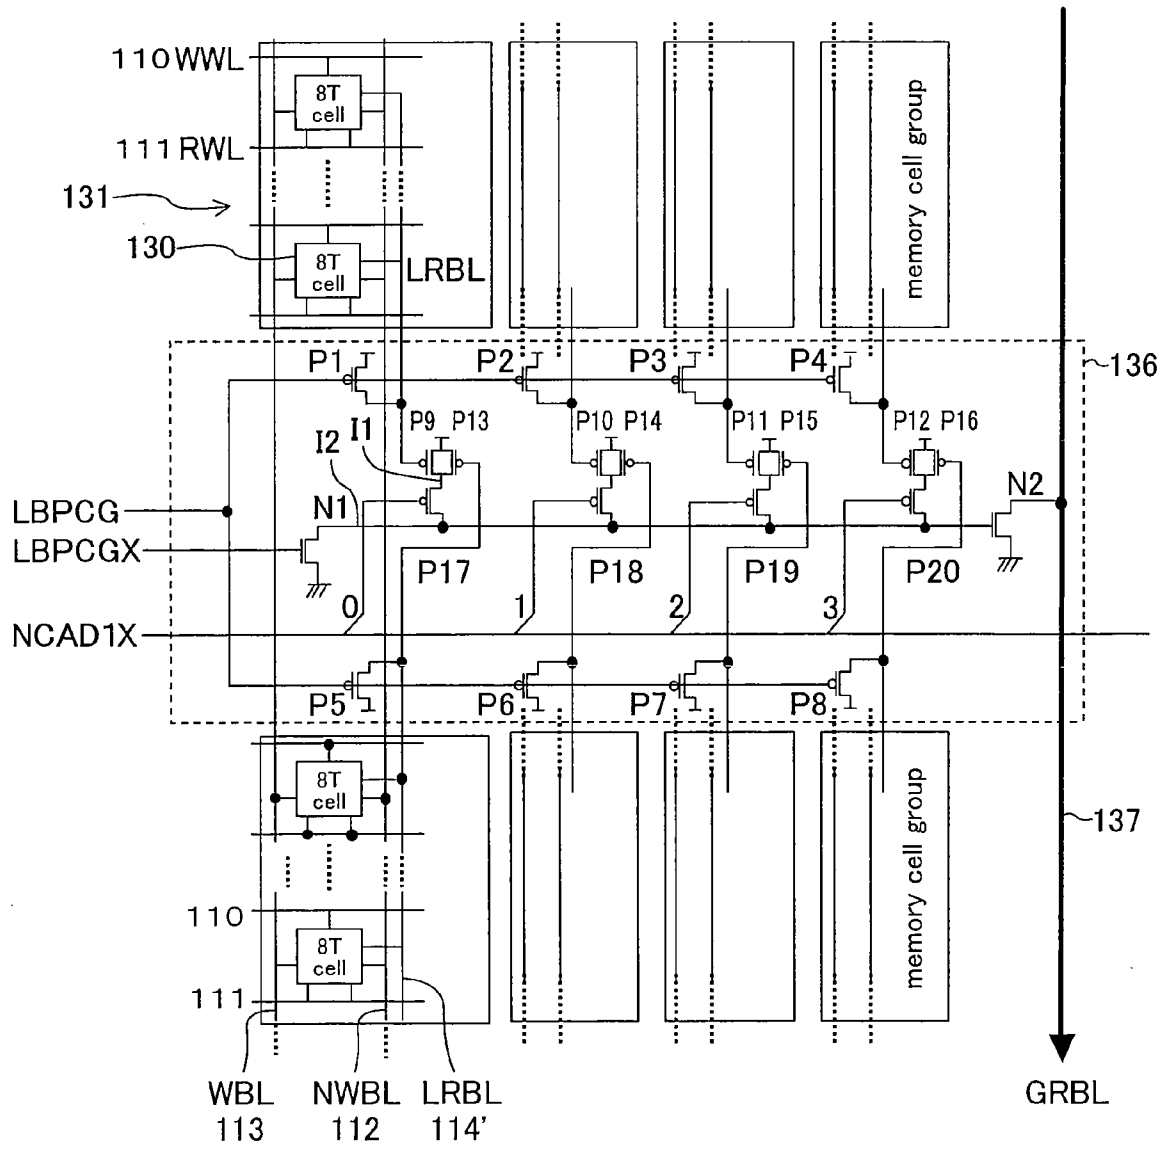 110 WWL
8T
cell
111 RWL
131
130
8T
cell
LRBL
memory cell group
P1
P2
P3
P4
136
P9 P13
P10 P14
P11 P15
P12 P16
I2
I1
LBPCG
N1
N2
LBPCGX
P17
P18
P19
P20
0
1
2
3
NCAD1X
P5
P6
P7
P8
8T
cell
memory cell group
137
110
8T
cell
111
WBL
113
NWBL
112
LRBL
114'
GRBL